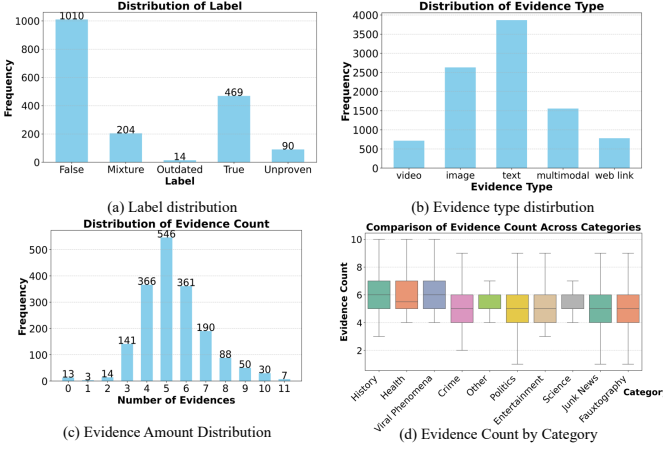 Distribution of Label
1000
800
600
400
200
0
Frequency
1010
204
14
469
90
False Mixture Outdated True Unproven
Label
(a) Label distribution
Distribution of Evidence Type
4000
3500
3000
2500
2000
1500
1000
500
0
Frequency
video image text multimodal web link
Evidence Type
(b) Evidence type distirbution
Distribution of Evidence Count
500
400
300
200
100
0
Frequency
13 3 14 141 366 546 361 190 88 50 30 7
0 1 2 3 4 5 6 7 8 9 10 11
Number of Evidences
(c) Evidence Amount Distribution
Comparison of Evidence Count Across Categories
10
8
6
4
2
Evidence Count
History
Health
Viral Phenomena
Crime
Other
Politics
Entertainment
Science
Junk News
Fauxtography
Categor
(d) Evidence Count by Category